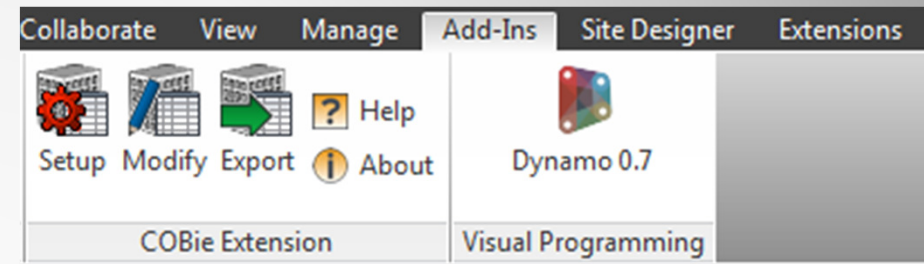 Collaborate View Manage Add-Ins Site Designer Extensions
? Help
Setup Modify Export i About Dynamo 0.7
COBie Extension Visual Programming